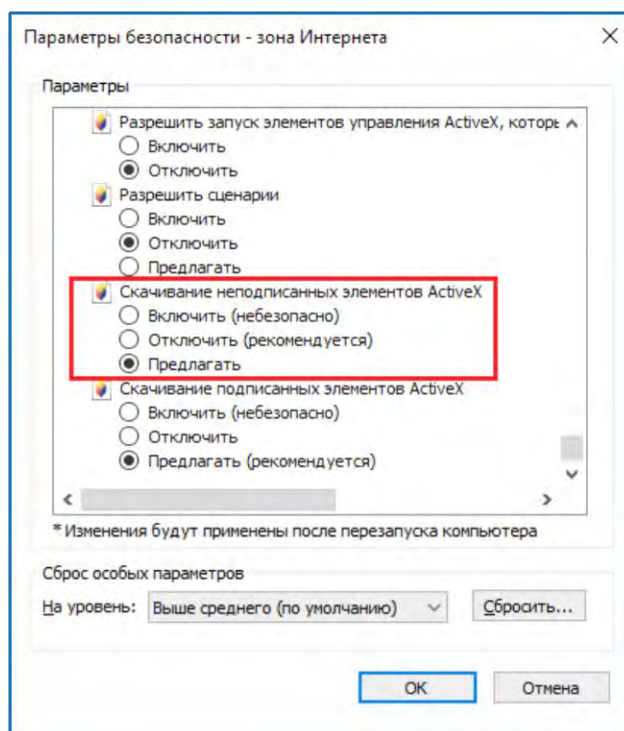 Параметры безопасности - зона Интернета
Параметры
Разрешить запуск элементов управления ActiveX, которы
Включить
Отключить
Разрешить сценарии
Включить
Отключить
Предлагать
Скачивание неподписанных элементов ActiveX
Включить (небезопасно)
Отключить (рекомендуется)
Предлагать
Скачивание подписанных элементов ActiveX
Включить (небезопасно)
Отключить
Предлагать (рекомендуется)
* Изменения будут применены после перезапуска компьютера
Сброс особых параметров
На уровень: Выше среднего (по умолчанию) Сбросить...
ОК Отмена